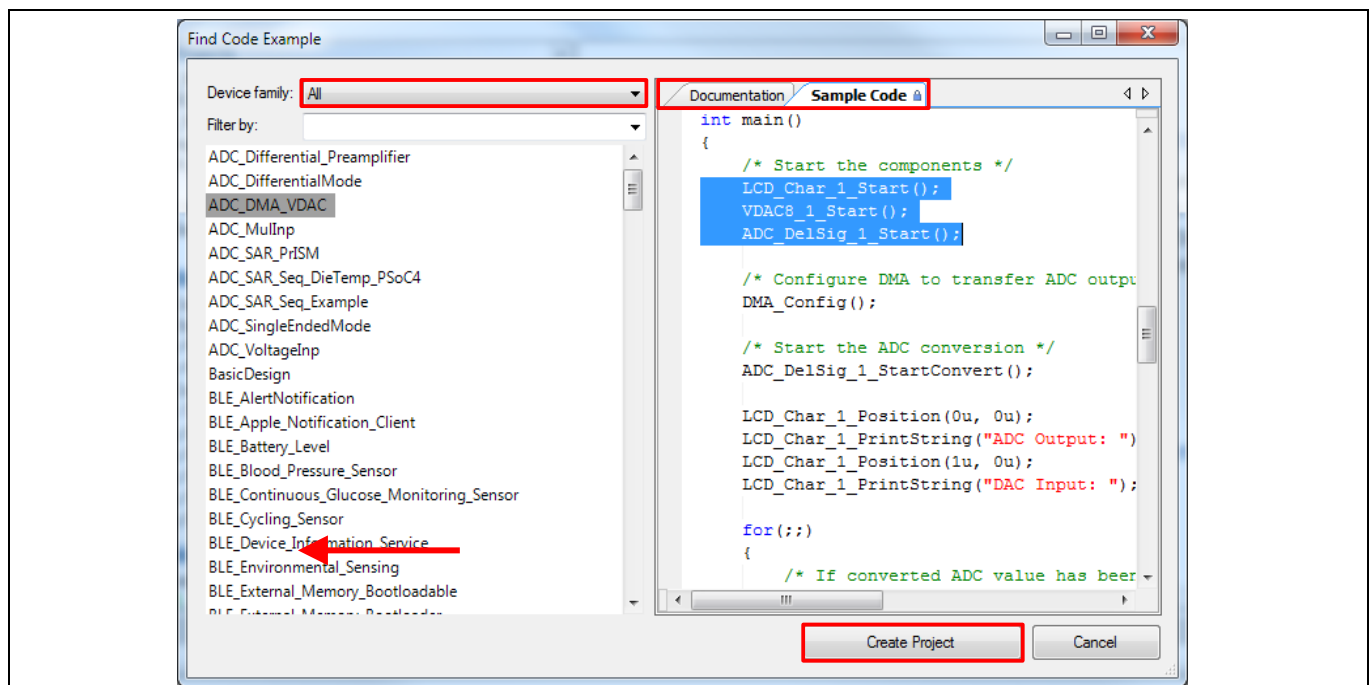 Find Code Example
Device family: All
Filter by:
ADC_Differential_Preamplifier
ADC_DifferentialMode
ADC_DMA_VDAC
ADC_MulInp
ADC_SAR_PrISM
ADC_SAR_Seq_DieTemp_PSoC4
ADC_SAR_Seq_Example
ADC_SingleEndedMode
ADC_VoltageInp
BasicDesign
BLE_AlertNotification
BLE_Apple_Notification_Client
BLE_Battery_Level
BLE_Blood_Pressure_Sensor
BLE_Continuous_Glucose_Monitoring_Sensor
BLE_Cycling_Sensor
BLE_Device_Information_Service
BLE_Environmental_Sensing
BLE_External_Memory_Bootloadable
BLE_External_Memory_Bootloader
Documentation Sample Code
int main()
{
/* Start the components */
LCD_Char_1_Start();
VDAC8_1_Start();
ADC_DelSig_1_Start();
/* Configure DMA to transfer ADC outpu
DMA_Config();
/* Start the ADC conversion */
ADC_DelSig_1_StartConvert();
LCD_Char_1_Position(0u, 0u);
LCD_Char_1_PrintString("ADC Output: ")
LCD_Char_1_Position(1u, 0u);
LCD_Char_1_PrintString("DAC Input: ");
for(;;)
{
/* If converted ADC value has been
Create Project Cancel